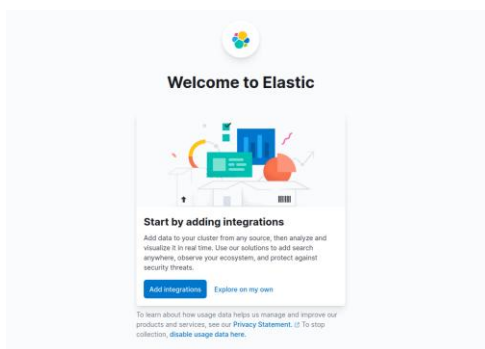 Welcome to Elastic
Start by adding integrations
Add data to your cluster from any source, then analyze and
visualize it in real time. Use our solutions to add search
anywhere, observe your ecosystem, and protect against
security threats.
Add integrations Explore on my own
To learn about how usage data helps us manage and improve our
products and services, see our Privacy Statement. To stop
collection, disable usage data here.